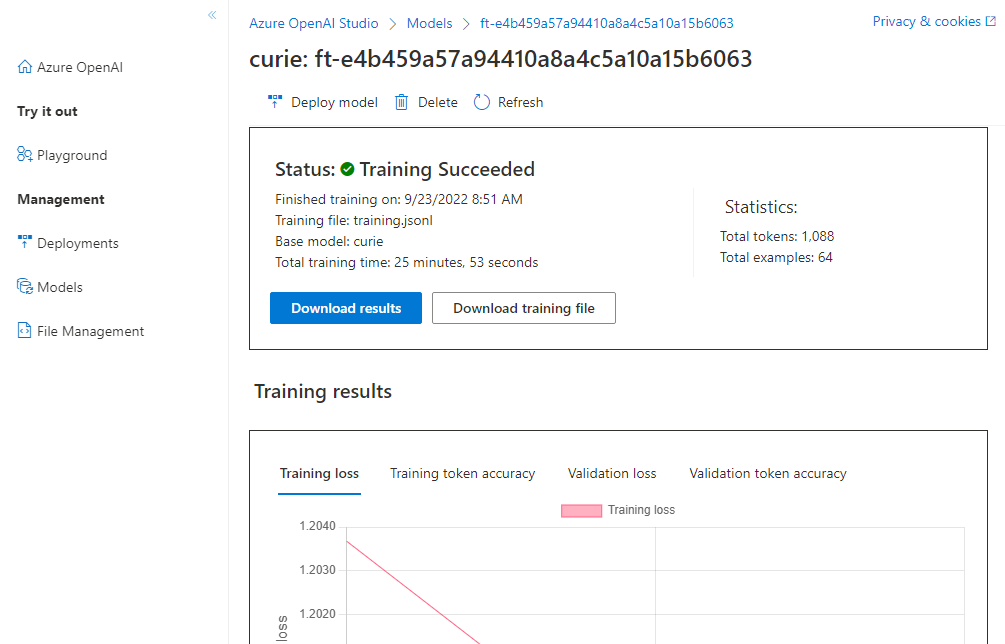 Azure OpenAI Studio > Models > ft-e4b459a57a94410a8a4c5a10a15b6063
Privacy & cookies
curie: ft-e4b459a57a94410a8a4c5a10a15b6063
Azure OpenAI
Try it out
Playground
Management
Deployments
Models
File Management
Deploy model Delete Refresh
Status: Training Succeeded
Finished training on: 9/23/2022 8:51 AM
Training file: training.jsonl
Base model: curie
Total training time: 25 minutes, 53 seconds
Statistics:
Total tokens: 1,088
Total examples: 64
Download results Download training file
Training results
Training loss Training token accuracy Validation loss Validation token accuracy
Training loss
1.2040
1.2030
1.2020
loss